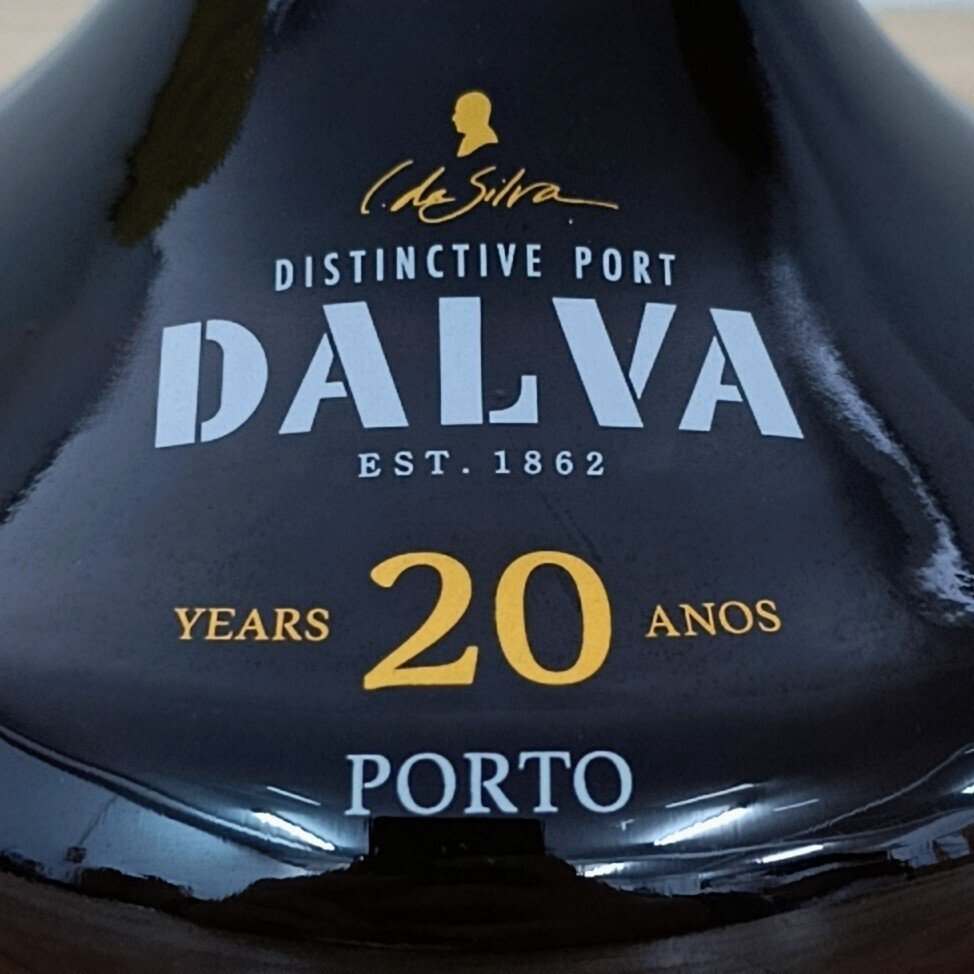 C. da Silva
DISTINCTIVE PORT
DALVA
EST. 1862
YEARS 20 ANOS
PORTO